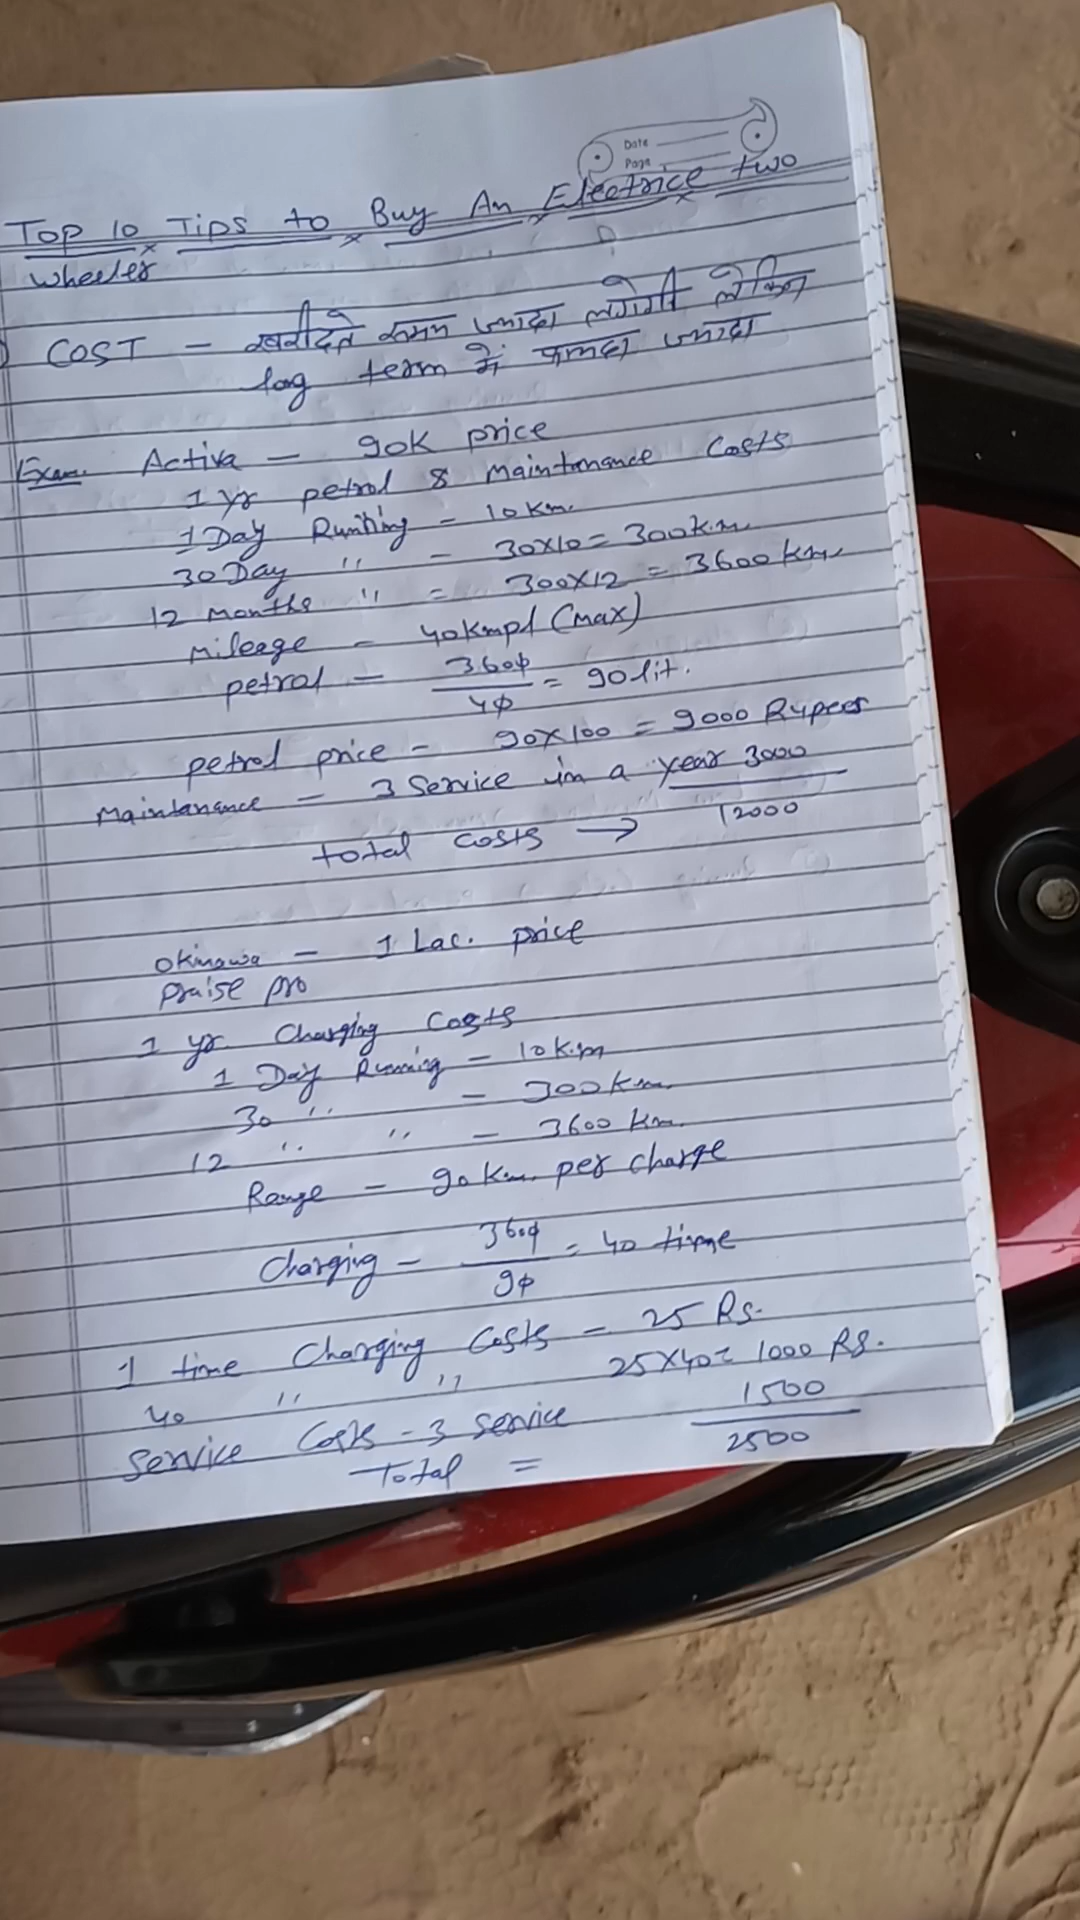 Date
Page
Top 10 Tips to Buy An Electrice two
wheeler
COST - खरीदते समय ज्यादा लगेगी लेकिन
log term में फायदा ज्यादा
Exam. Activa - 90K price
1 yr petrol & Maintanance Costs
1 Day Running - 10 Km.
30 Day " - 30X10 = 300 k.m.
12 Months " = 300X12 = 3600 Km.
Mileage - 40 Kmpl (Max)
petrol - 3600/40 = 90 lit.
petrol price - 90X100 = 9000 Rupees
Maintanance - 3 Service in a year 3000
total costs → 12000
Okinawa - 1 Lac. price
Praise pro
1 yr. Charging Costs
1 Day Running - 10 K.m
30 " " - 300 Km.
12 " " - 3600 Km.
Range - 90 Km. per charge
Charging - 3600/90 = 40 time
1 time Charging Costs - 25 Rs.
40 " " 25X40 = 1000 RS.
Service Costs - 3 service 1500
Total = 2500